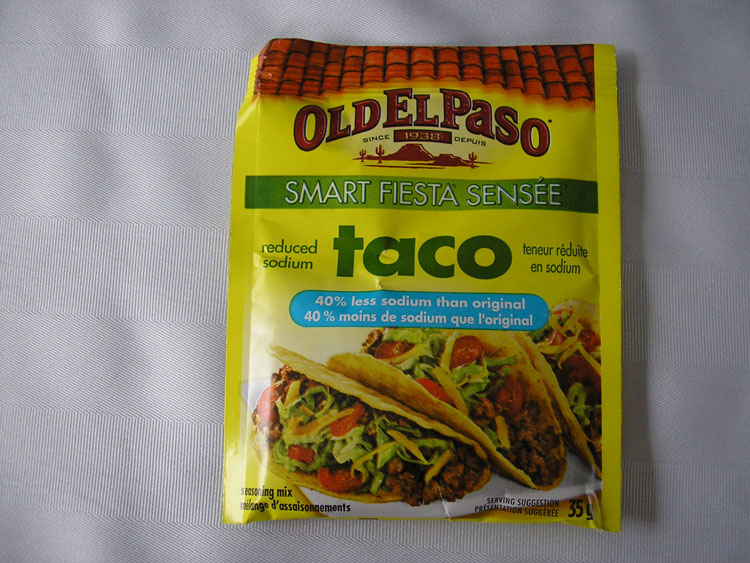 OLD EL PASO
SINCE 1938 DEPUIS
SMART FIESTA SENSÉE
reduced sodium
taco
teneur réduite en sodium
40% less sodium than original
40 % moins de sodium que l'original
seasoning mix
mélange d'assaisonnements
SERVING SUGGESTION
PRÉSENTATION SUGGÉRÉE
35 g